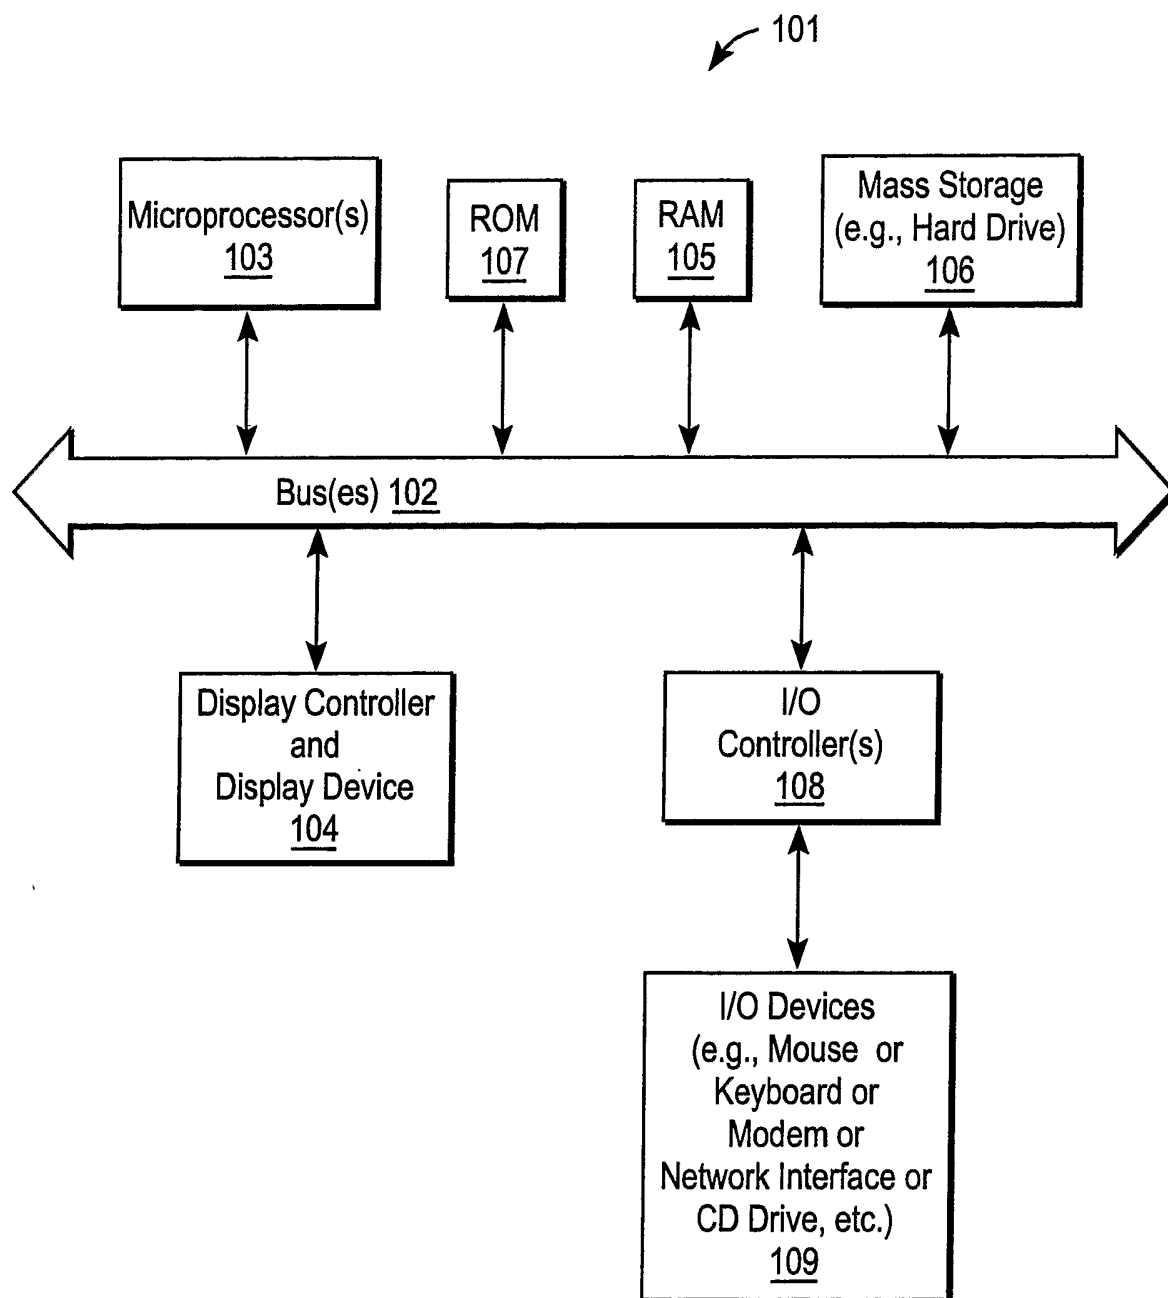 101
Microprocessor(s)
103
ROM
107
RAM
105
Mass Storage
(e.g., Hard Drive)
106
Bus(es) 102
Display Controller
and
Display Device
104
I/O
Controller(s)
108
I/O Devices
(e.g., Mouse or
Keyboard or
Modem or
Network Interface or
CD Drive, etc.)
109